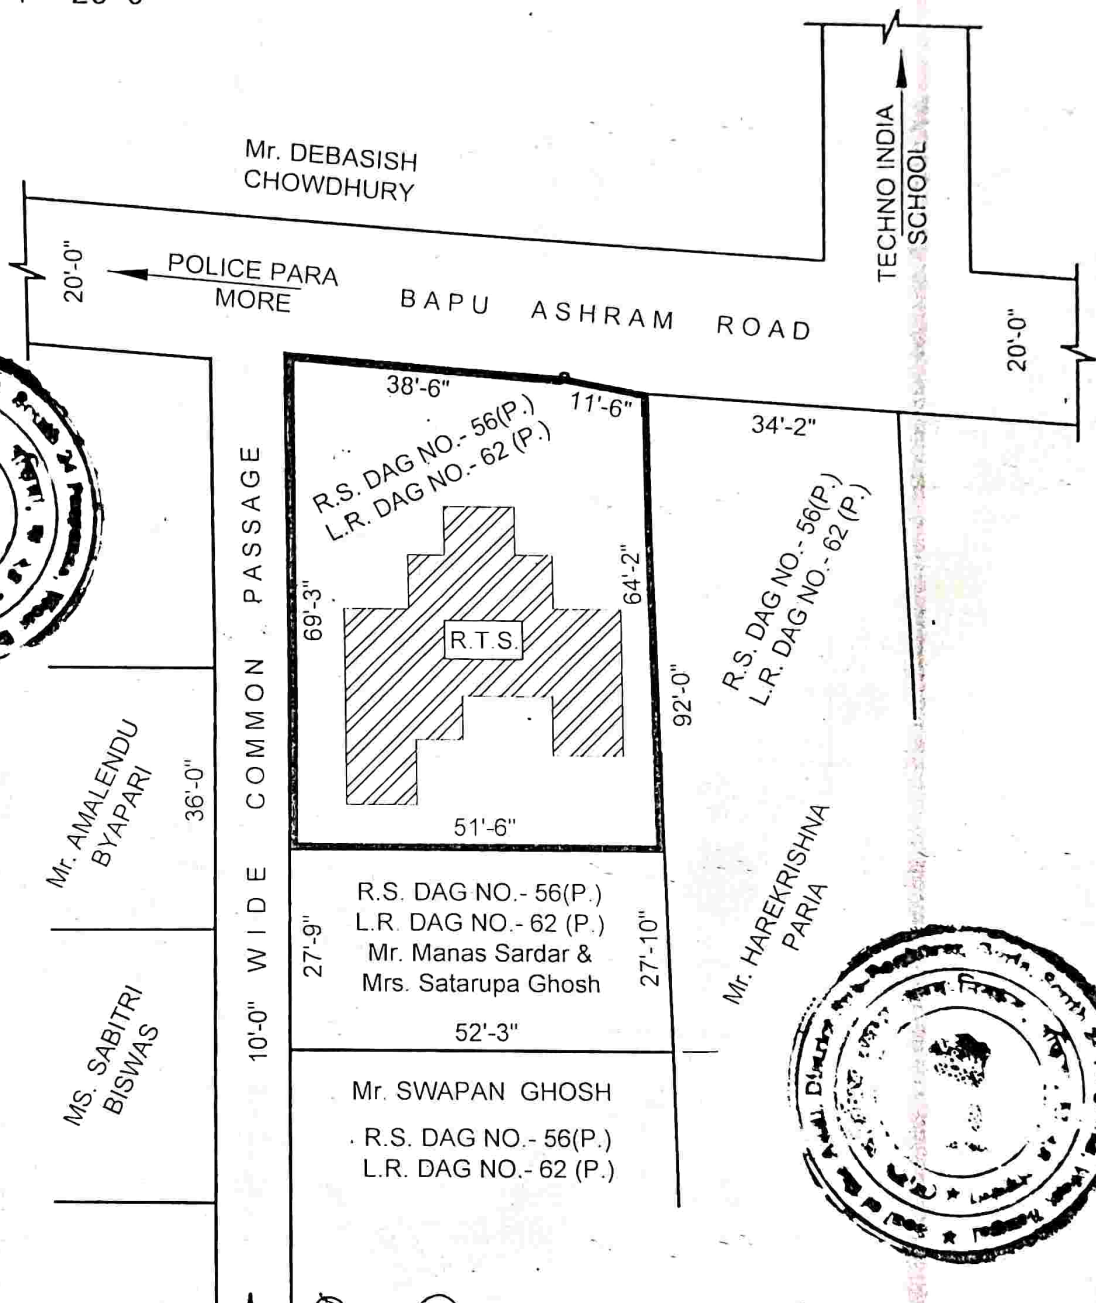 Mr. DEBASISH
CHOWDHURY
TECHNO INDIA
SCHOOL
20'-0"
POLICE PARA
MORE
BAPU ASHRAM ROAD
20'-0"
38'-6"
11'-6"
34'-2"
R.S. DAG NO.- 56(P.)
L.R. DAG NO.- 62 (P.)
R.S. DAG NO.- 56(P.)
L.R. DAG NO.- 62 (P.)
69'-3"
64'-2"
R.T.S.
92'-0"
10'-0" WIDE COMMON PASSAGE
Mr. AMALENDU
BYAPARI
36'-0"
51'-6"
Mr. HAREKRISHNA
PARIA
R.S. DAG NO.- 56(P.)
L.R. DAG NO.- 62 (P.)
Mr. Manas Sardar &
Mrs. Satarupa Ghosh
27'-9"
27'-10"
52'-3"
MS. SABITRI
BISWAS
Mr. SWAPAN GHOSH
R.S. DAG NO.- 56(P.)
L.R. DAG NO.- 62 (P.)